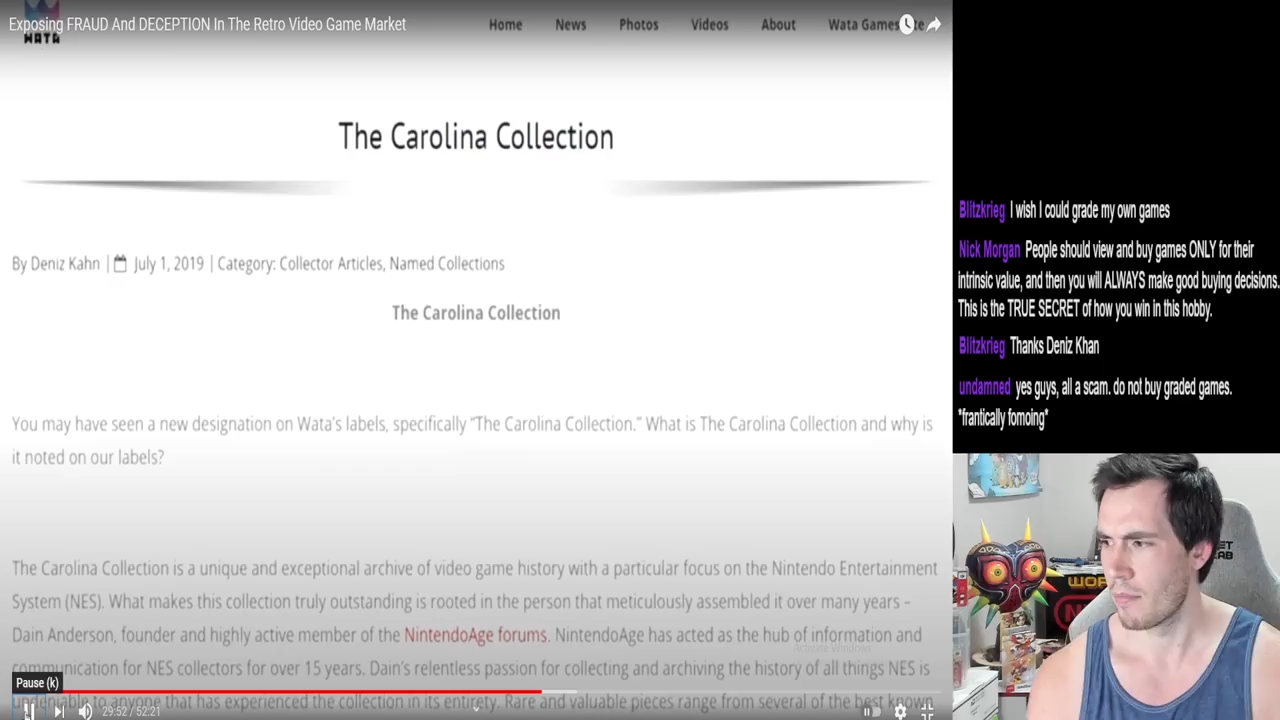 Exposing FRAUD And DECEPTION In The Retro Video Game Market
WATA
Home News Photos Videos About Wata Games
The Carolina Collection
By Deniz Kahn | July 1, 2019 | Category: Collector Articles, Named Collections
The Carolina Collection
You may have seen a new designation on Wata's labels, specifically “The Carolina Collection.” What is The Carolina Collection and why is
it noted on our labels?
The Carolina Collection is a unique and exceptional archive of video game history with a particular focus on the Nintendo Entertainment
System (NES). What makes this collection truly outstanding is rooted in the person that meticulously assembled it over many years –
Dain Anderson, founder and highly active member of the NintendoAge forums. NintendoAge has acted as the hub of information and
communication for NES collectors for over 15 years. Dain's relentless passion for collecting and archiving the history of all things NES is
undeniable to anyone that has experienced the collection in its entirety. Rare and valuable pieces range from several of the best known
Activate Windows
Pause (k)
29:52 / 52:21
Blitzkrieg I wish I could grade my own games
Nick Morgan People should view and buy games ONLY for their
intrinsic value, and then you will ALWAYS make good buying decisions.
This is the TRUE SECRET of how you win in this hobby.
Blitzkrieg Thanks Deniz Khan
undamned yes guys, all a scam. do not buy graded games.
*frantically fomoing*
WOR